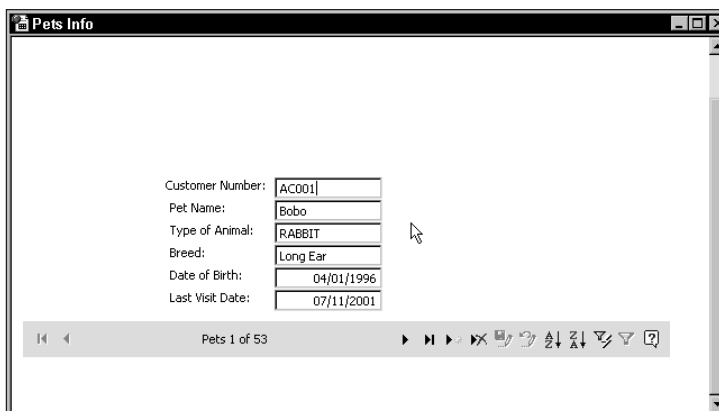 Pets Info
Customer Number: AC001
Pet Name: Bobo
Type of Animal: RABBIT
Breed: Long Ear
Date of Birth: 04/01/1996
Last Visit Date: 07/11/2001
Pets 1 of 53